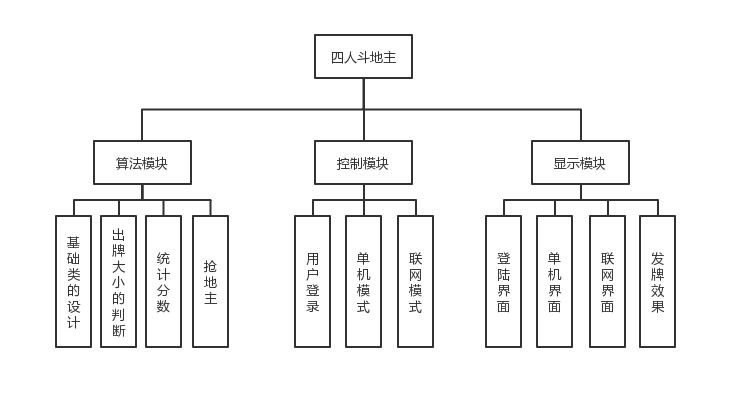 四人斗地主
算法模块
控制模块
显示模块
基础类的设计
出牌大小的判断
统计分数
抢地主
用户登录
单机模式
联网模式
登陆界面
单机界面
联网界面
发牌效果